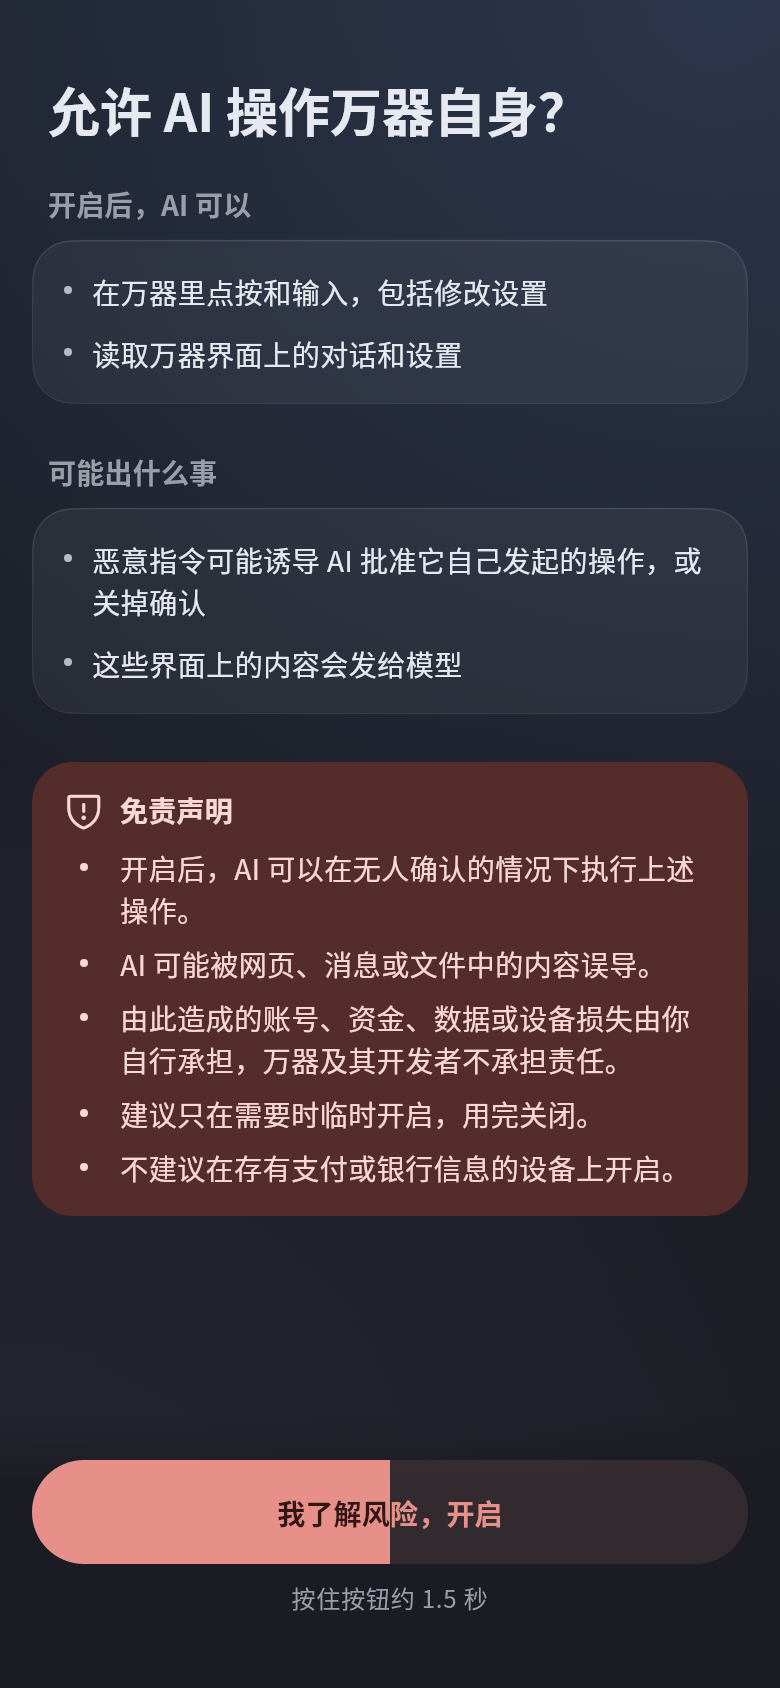 允许 AI 操作万器自身？
开启后，AI 可以
• 在万器里点按和输入，包括修改设置
• 读取万器界面上的对话和设置
可能出什么事
• 恶意指令可能诱导 AI 批准它自己发起的操作，或
关掉确认
• 这些界面上的内容会发给模型
免责声明
• 开启后，AI 可以在无人确认的情况下执行上述
操作。
• AI 可能被网页、消息或文件中的内容误导。
• 由此造成的账号、资金、数据或设备损失由你
自行承担，万器及其开发者不承担责任。
• 建议只在需要时临时开启，用完关闭。
• 不建议在存有支付或银行信息的设备上开启。
我了解风险，开启
按住按钮约 1.5 秒